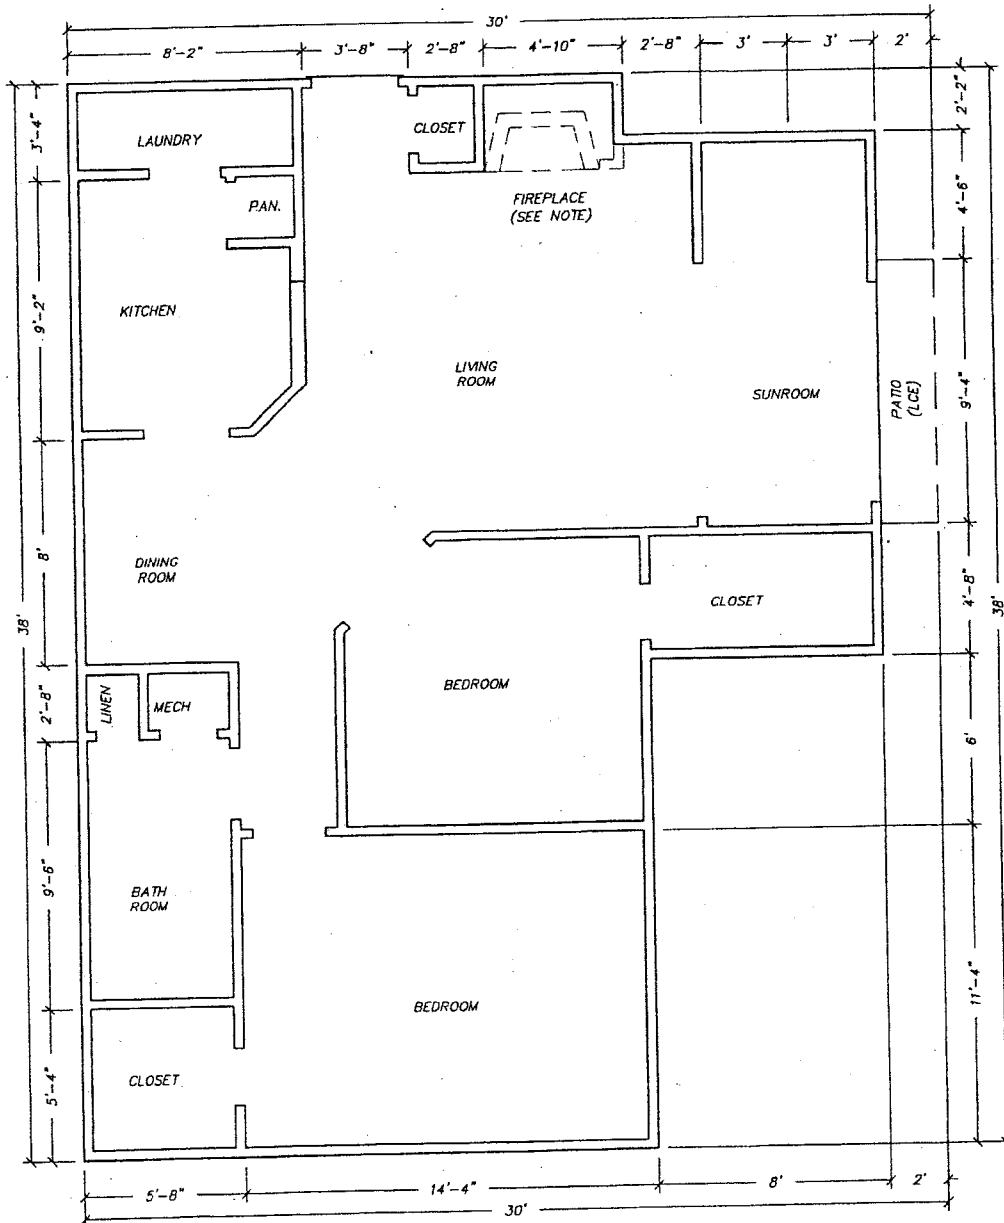 30'
8'-2"
3'-8"
2'-8"
4'-10"
2'-8"
3'
3'
2'
38'
3'-4"
9'-2"
8'
2'-8"
9'-6"
5'-4"
LAUNDRY
CLOSET
PAN.
FIREPLACE
(SEE NOTE)
KITCHEN
LIVING
ROOM
SUNROOM
PATIO
(LCE)
DINING
ROOM
CLOSET
LINEN
MECH
BEDROOM
BATH
ROOM
BEDROOM
CLOSET
2'-2"
4'-6"
9'-4"
4'-8"
6'
11'-4"
38'
5'-8"
14'-4"
8'
2'
30'